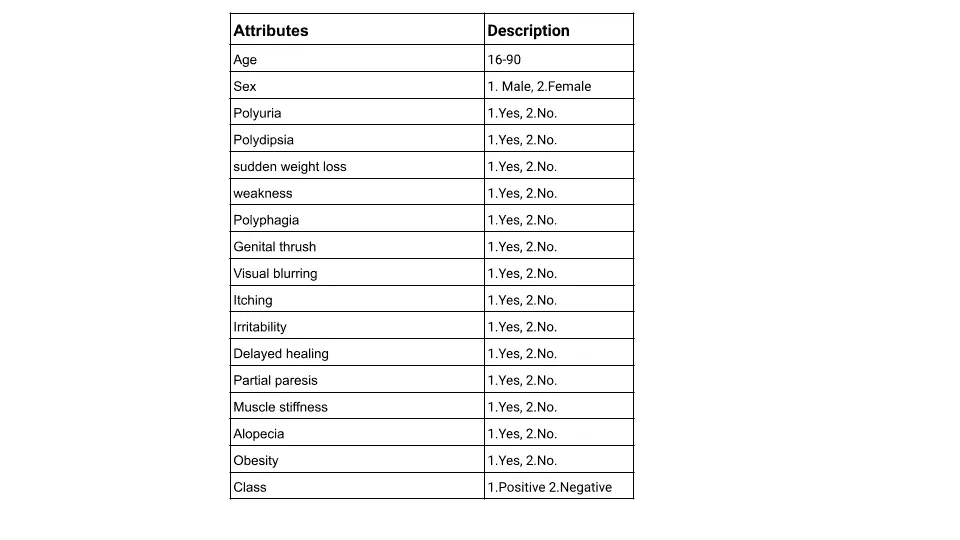 Attributes Description
Age 16-90
Sex 1. Male, 2.Female
Polyuria 1.Yes, 2.No.
Polydipsia 1.Yes, 2.No.
sudden weight loss 1.Yes, 2.No.
weakness 1.Yes, 2.No.
Polyphagia 1.Yes, 2.No.
Genital thrush 1.Yes, 2.No.
Visual blurring 1.Yes, 2.No.
Itching 1.Yes, 2.No.
Irritability 1.Yes, 2.No.
Delayed healing 1.Yes, 2.No.
Partial paresis 1.Yes, 2.No.
Muscle stiffness 1.Yes, 2.No.
Alopecia 1.Yes, 2.No.
Obesity 1.Yes, 2.No.
Class 1.Positive 2.Negative